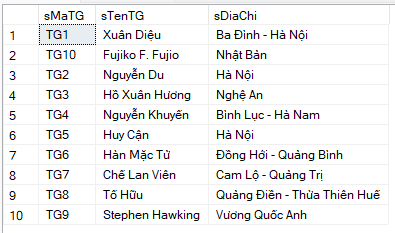 sMaTG sTenTG sDiaChi
1 TG1 Xuân Diệu Ba Đình - Hà Nội
2 TG10 Fujiko F. Fujio Nhật Bản
3 TG2 Nguyễn Du Hà Nội
4 TG3 Hồ Xuân Hương Nghệ An
5 TG4 Nguyễn Khuyến Bình Lục - Hà Nam
6 TG5 Huy Cận Hà Nội
7 TG6 Hàn Mặc Tử Đồng Hới - Quảng Bình
8 TG7 Chế Lan Viên Cam Lộ - Quảng Trị
9 TG8 Tố Hữu Quảng Điền - Thừa Thiên Huế
10 TG9 Stephen Hawking Vương Quốc Anh